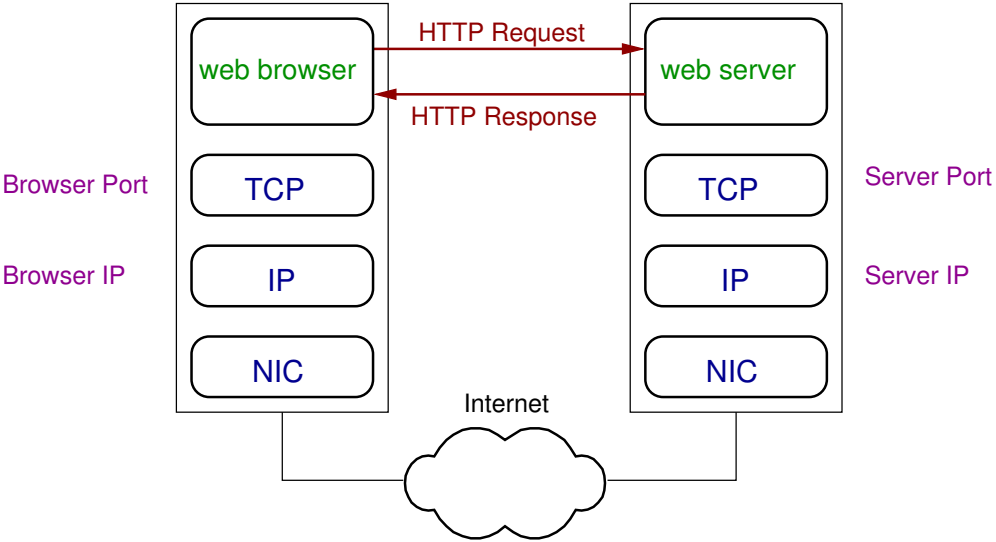 HTTP Request
web browser
web server
HTTP Response
Browser Port
TCP
TCP
Server Port
Browser IP
IP
IP
Server IP
NIC
NIC
Internet